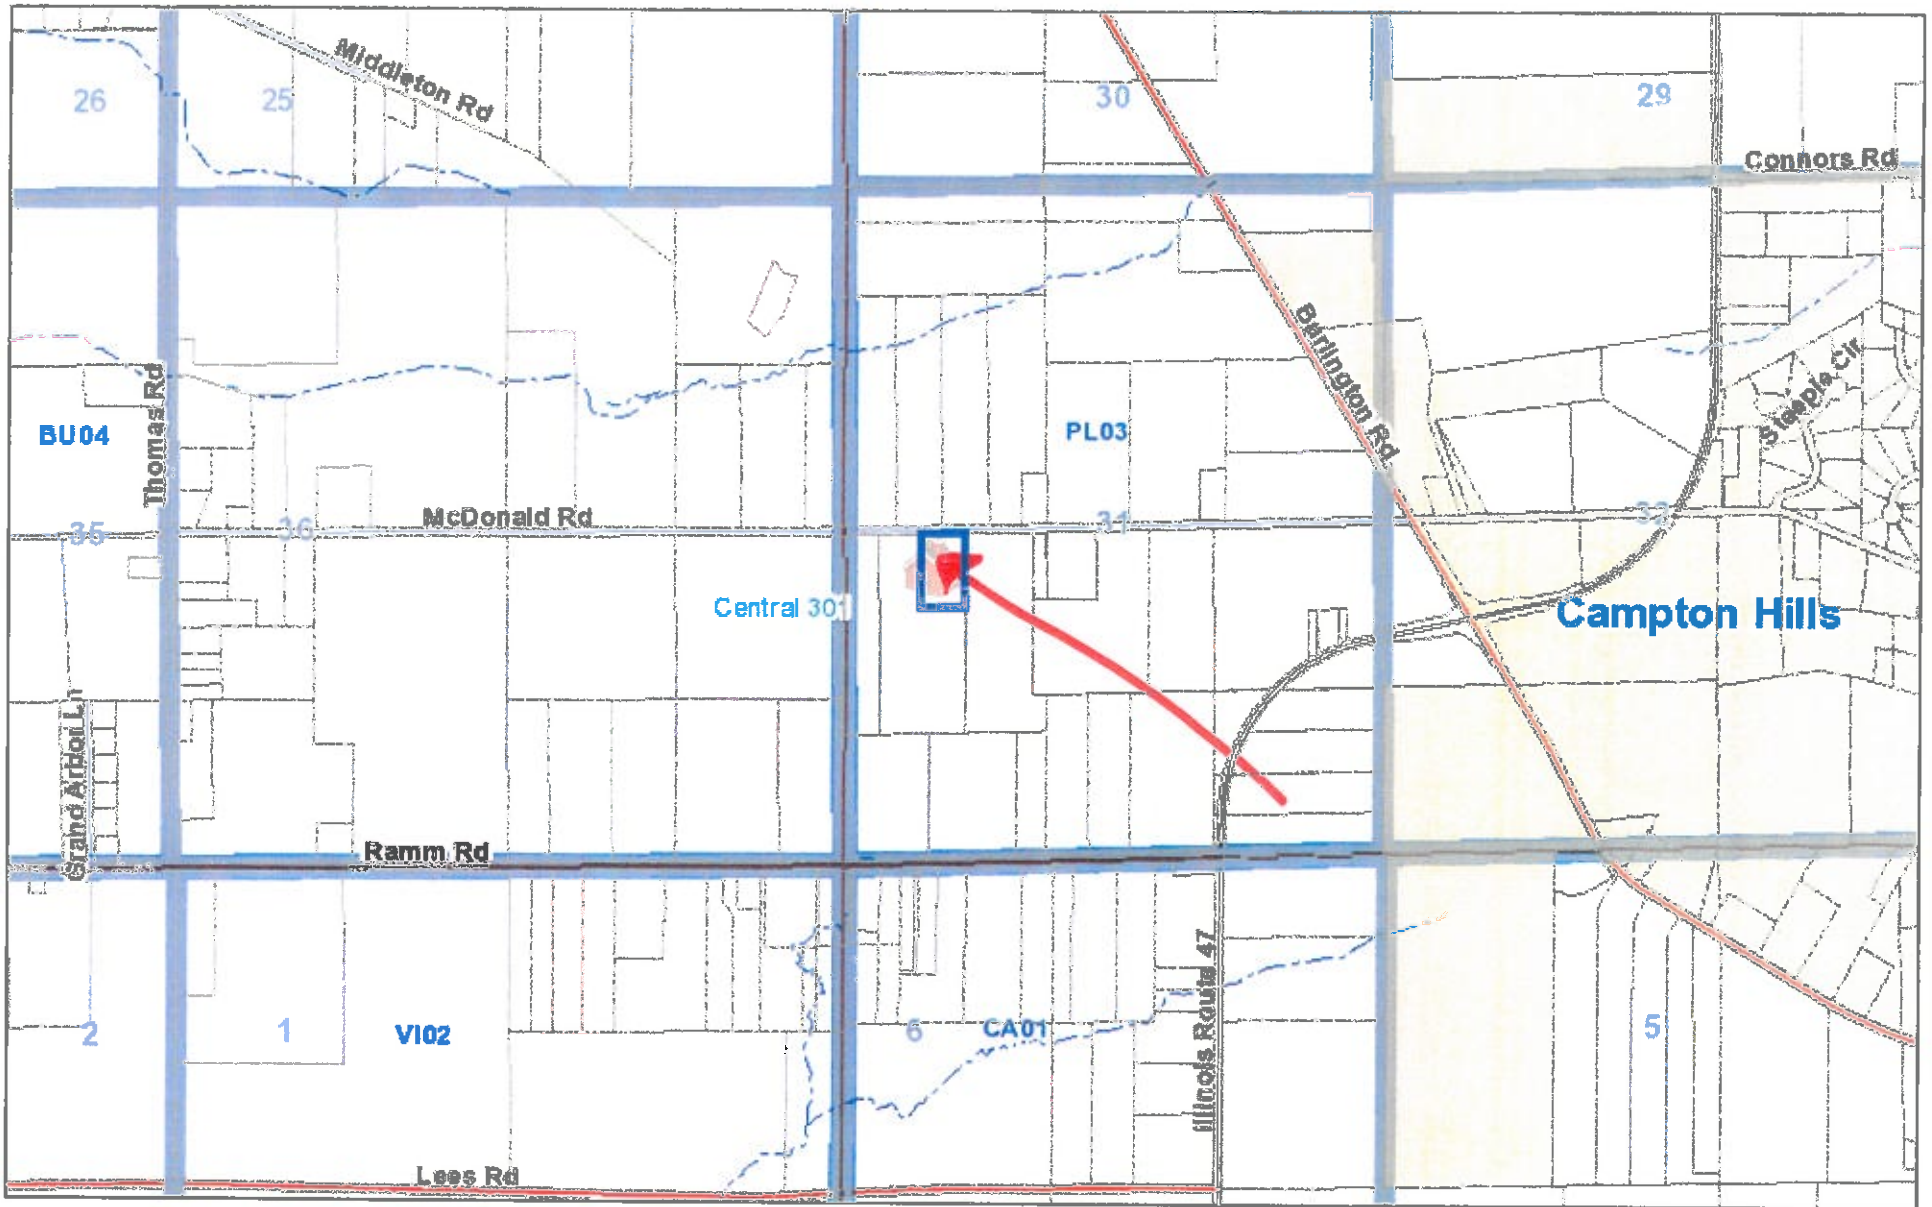 Middleton Rd
26
25
30
29
Connors Rd
Burlington Rd
Steeple Cir
Thomas Rd
BU04
PL03
35
36
McDonald Rd
31
32
Central 301
Campton Hills
Grand Arbor Ln
Ramm Rd
Illinois Route 47
2
1
VI02
6
CA01
5
Lees Rd